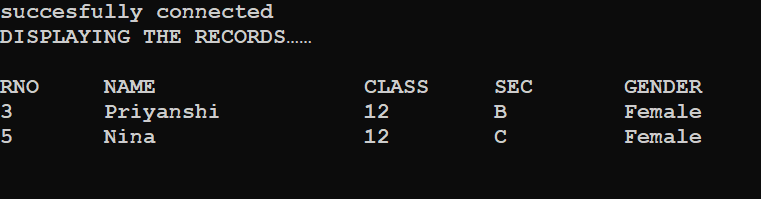 succesfully connected
DISPLAYING THE RECORDS……
RNO NAME CLASS SEC GENDER
3 Priyanshi 12 B Female
5 Nina 12 C Female